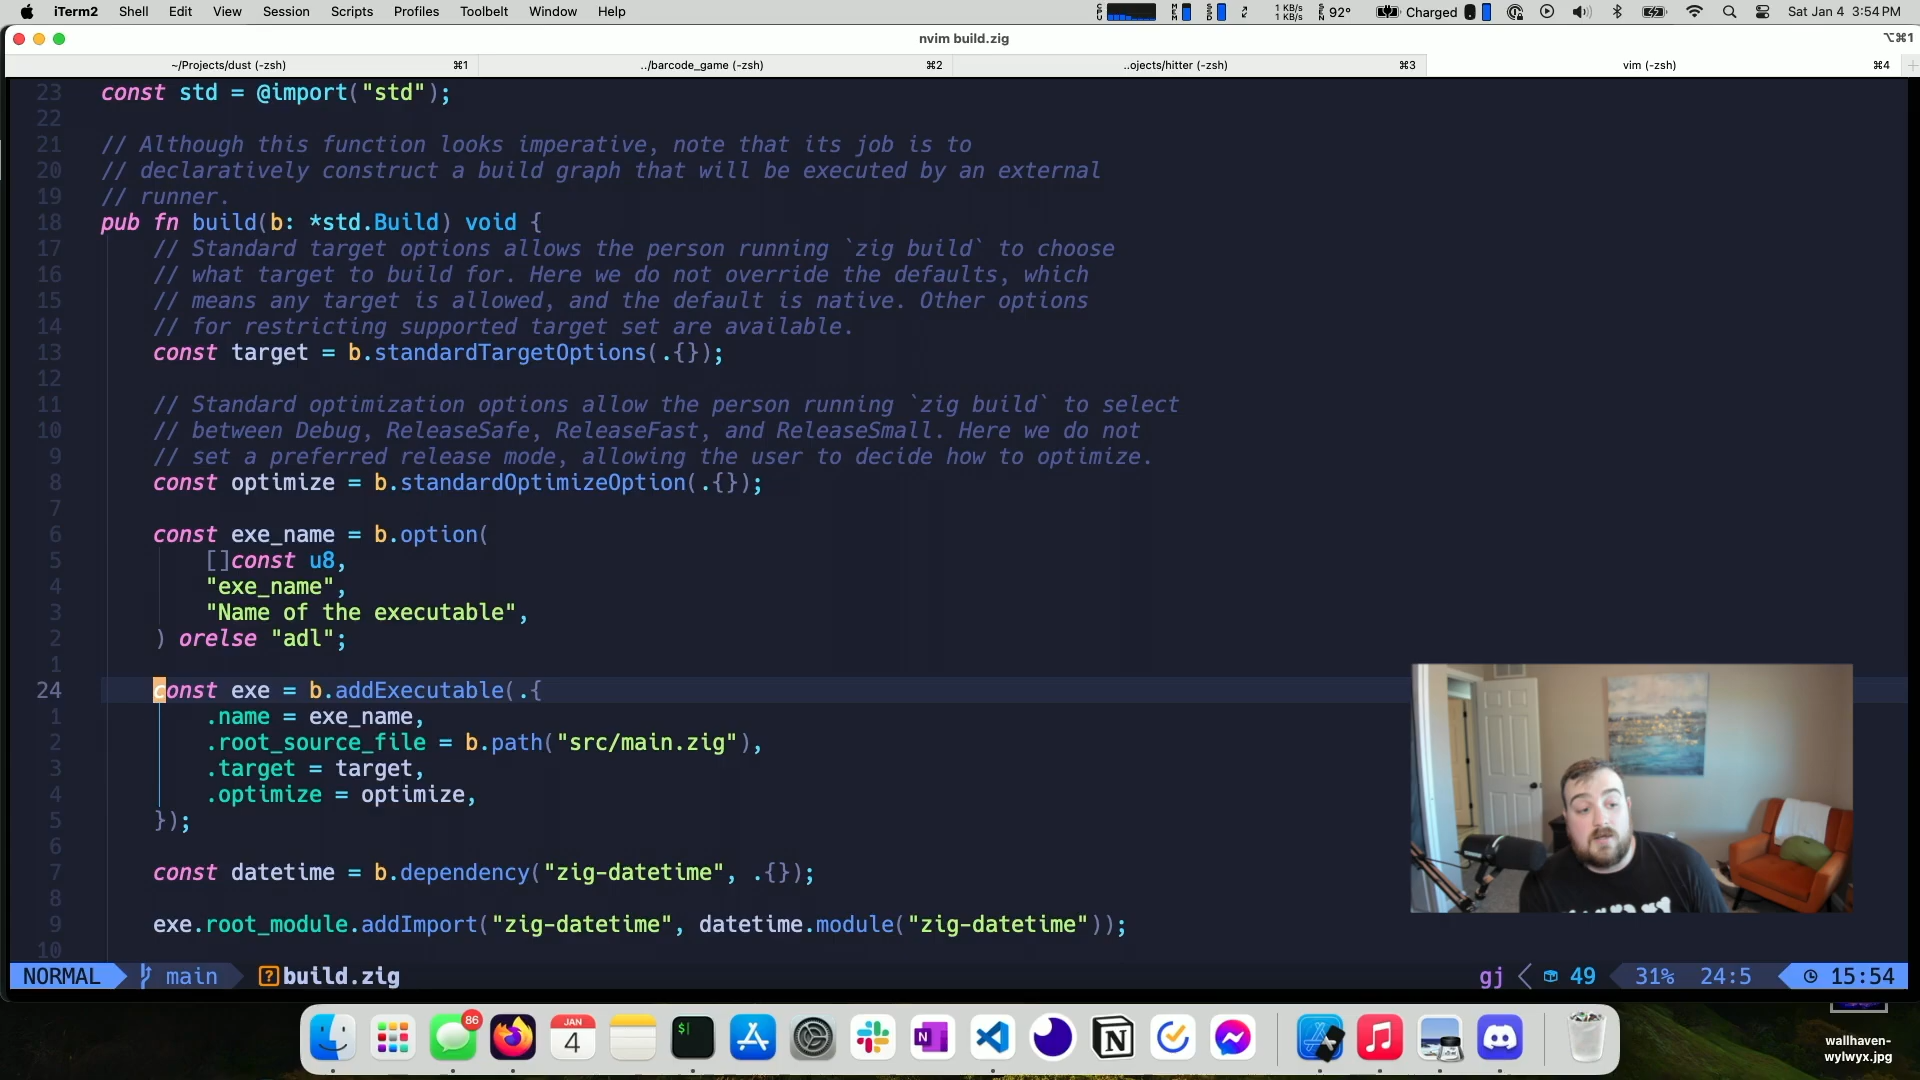 iTerm2 Shell Edit View Session Scripts Profiles Toolbelt Window Help
1 KB/s
1 KB/s
92° Charged Sat Jan 4 3:54 PM
nvim build.zig ⌥⌘1
~/Projects/dust (-zsh) ⌘1 ../barcode_game (-zsh) ⌘2 ..ojects/hitter (-zsh) ⌘3 vim (-zsh) ⌘4
23 const std = @import("std");
22
21 // Although this function looks imperative, note that its job is to
20 // declaratively construct a build graph that will be executed by an external
19 // runner.
18 pub fn build(b: *std.Build) void {
17 // Standard target options allows the person running `zig build` to choose
16 // what target to build for. Here we do not override the defaults, which
15 // means any target is allowed, and the default is native. Other options
14 // for restricting supported target set are available.
13 const target = b.standardTargetOptions(.{});
12
11 // Standard optimization options allow the person running `zig build` to select
10 // between Debug, ReleaseSafe, ReleaseFast, and ReleaseSmall. Here we do not
9 // set a preferred release mode, allowing the user to decide how to optimize.
8 const optimize = b.standardOptimizeOption(.{});
7
6 const exe_name = b.option(
5 []const u8,
4 "exe_name",
3 "Name of the executable",
2 ) orelse "adl";
1
24 const exe = b.addExecutable(.{
1 .name = exe_name,
2 .root_source_file = b.path("src/main.zig"),
3 .target = target,
4 .optimize = optimize,
5 });
6
7 const datetime = b.dependency("zig-datetime", .{});
8
9 exe.root_module.addImport("zig-datetime", datetime.module("zig-datetime"));
10
NORMAL main build.zig gj 49 31% 24:5 15:54
86
JAN
4
wallhaven-
wylwyx.jpg